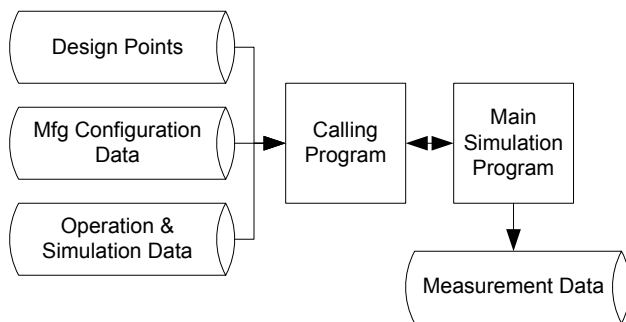 Design Points
Mfg Configuration
Data
Operation &
Simulation Data
Calling
Program
Main
Simulation
Program
Measurement Data